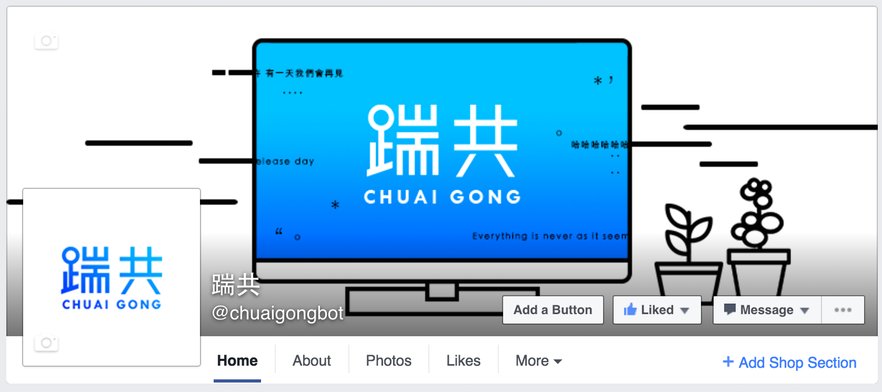 有一天我們會再見
....
* ,
踹共
哈哈哈哈哈哈
elease day
CHUAI GONG
*
“
Everything is never as it seem
踹共
CHUAI GONG
踹共
@chuaigongbot
Add a Button
Liked
Message
•••
Home
About
Photos
Likes
More
+ Add Shop Section